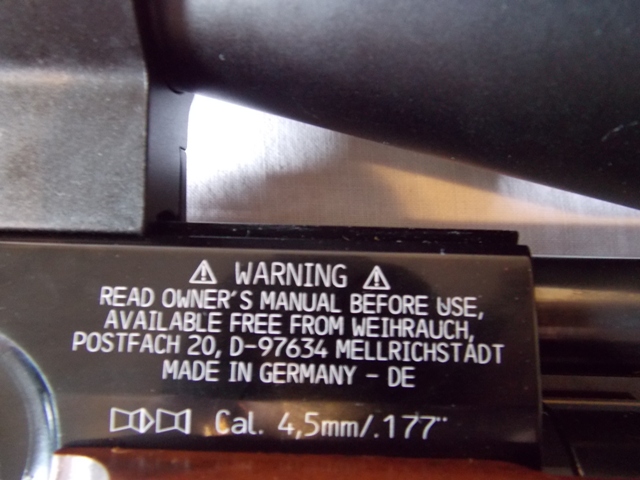 ⚠ WARNING ⚠
READ OWNER'S MANUAL BEFORE USE,
AVAILABLE FREE FROM WEIHRAUCH,
POSTFACH 20, D-97634 MELLRICHSTADT
MADE IN GERMANY - DE
Cal. 4,5mm/.177"